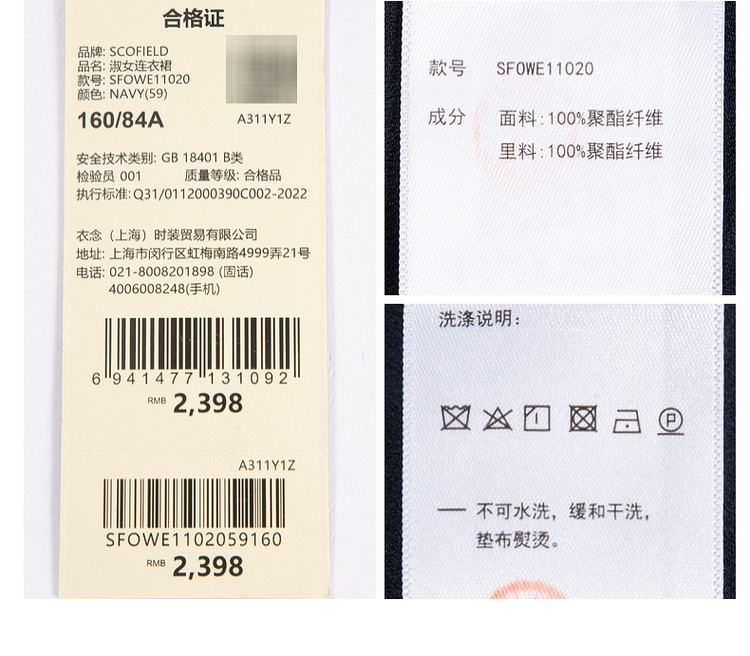 合格证
品牌: SCOFIELD
品名: 淑女连衣裙
款号: SFOWE11020
颜色: NAVY(59)
160/84A
A311Y1Z
安全技术类别: GB 18401 B类
检验员 001 质量等级: 合格品
执行标准: Q31/0112000390C002-2022
衣念（上海）时装贸易有限公司
地址: 上海市闵行区虹梅南路4999弄21号
电话: 021-8008201898 (固话)
4006008248(手机)
6 941477 131092
RMB 2,398
A311Y1Z
SFOWE1102059160
RMB 2,398
款号 SFOWE11020
成分 面料:100%聚酯纤维
里料:100%聚酯纤维
洗涤说明:
P
— 不可水洗，缓和干洗，
垫布熨烫。